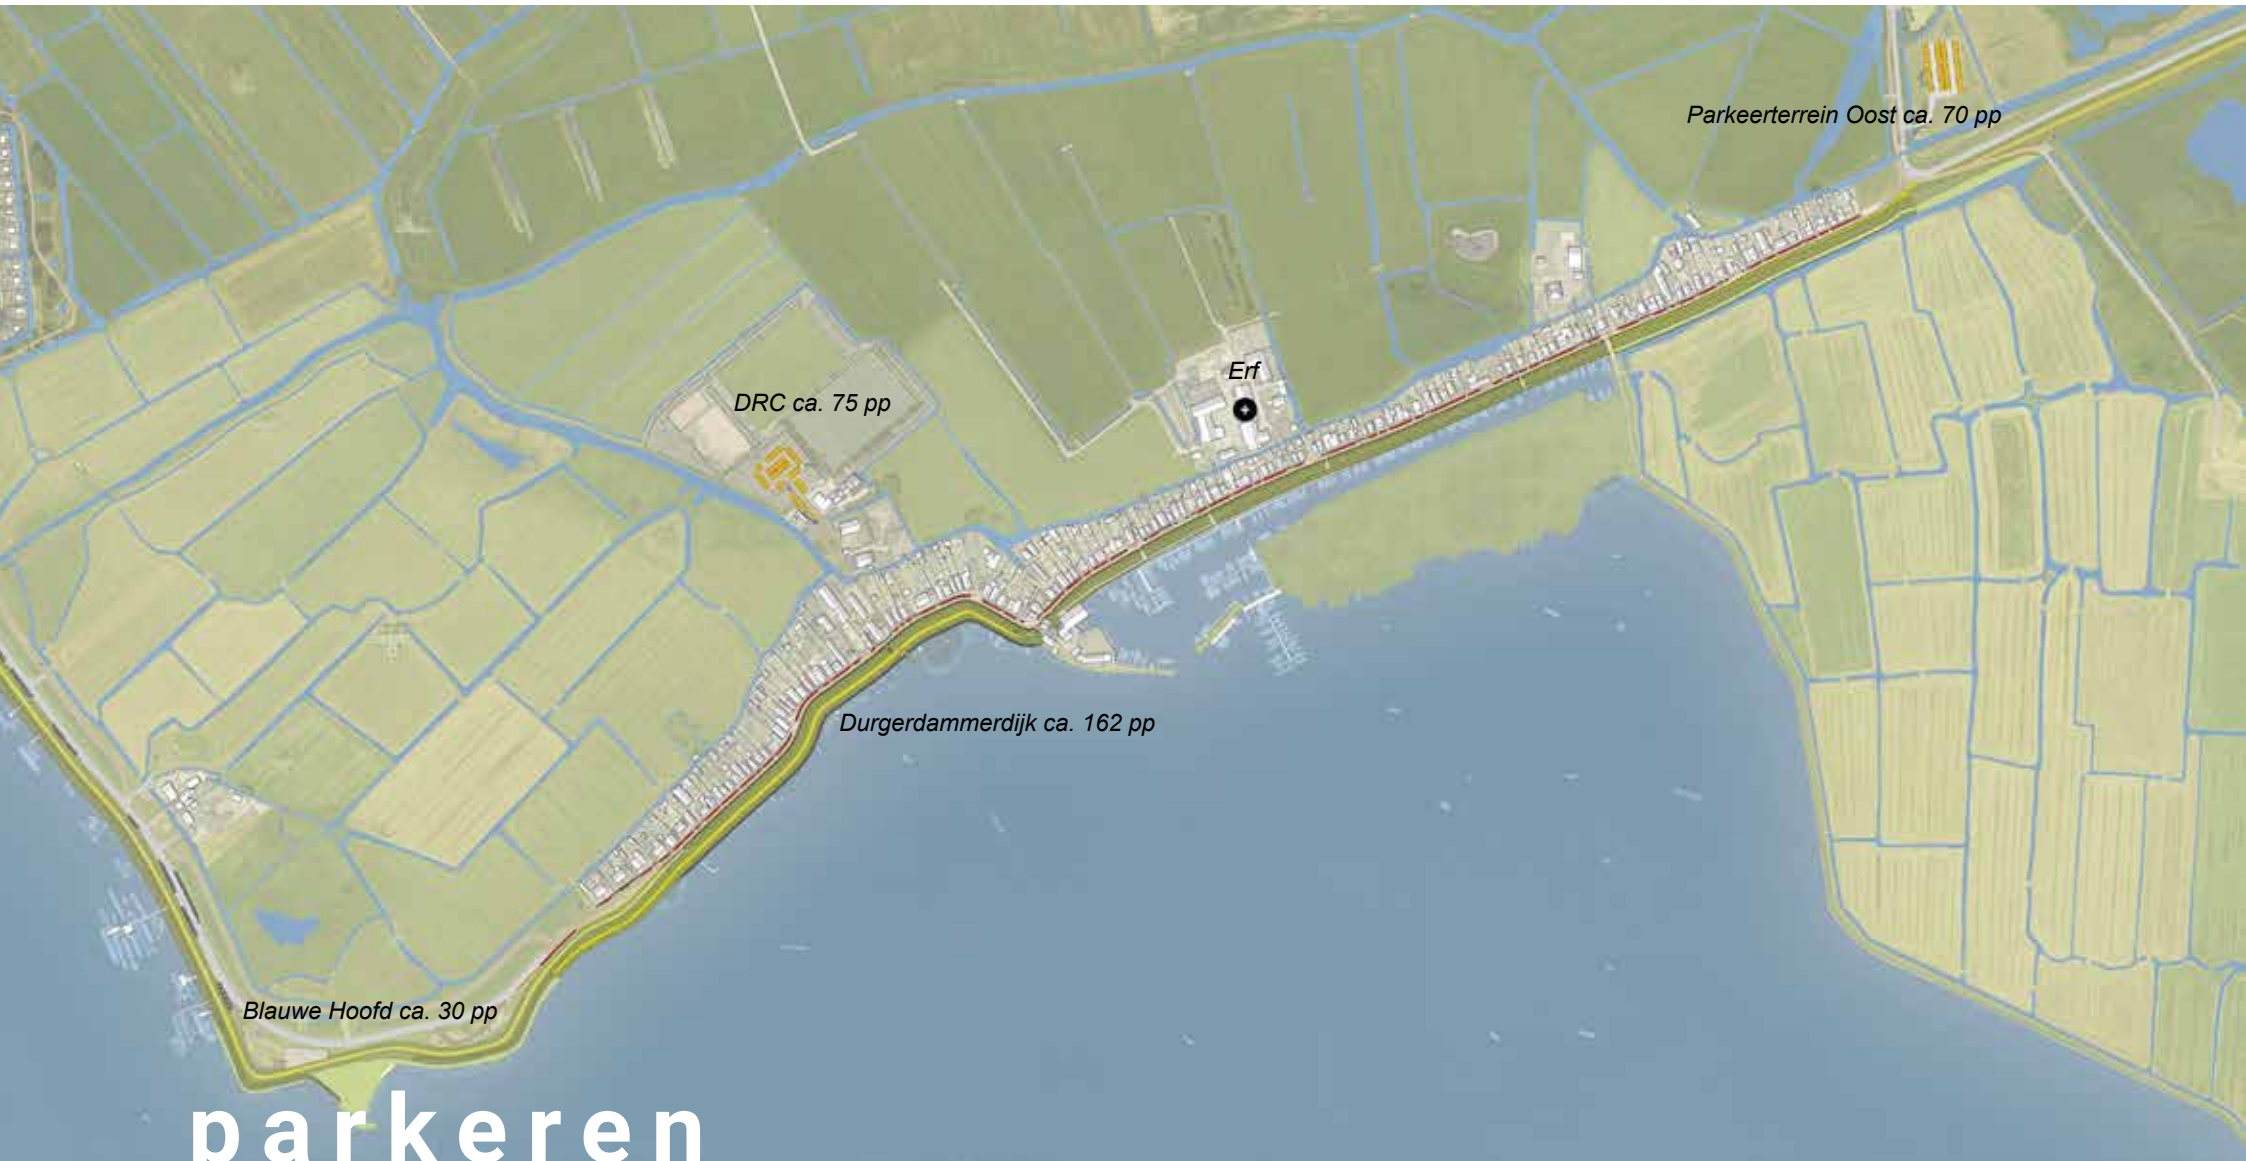 Parkeerterrein Oost ca. 70 pp
Erf
DRC ca. 75 pp
Durgerdammerdijk ca. 162 pp
Blauwe Hoofd ca. 30 pp
parkeren